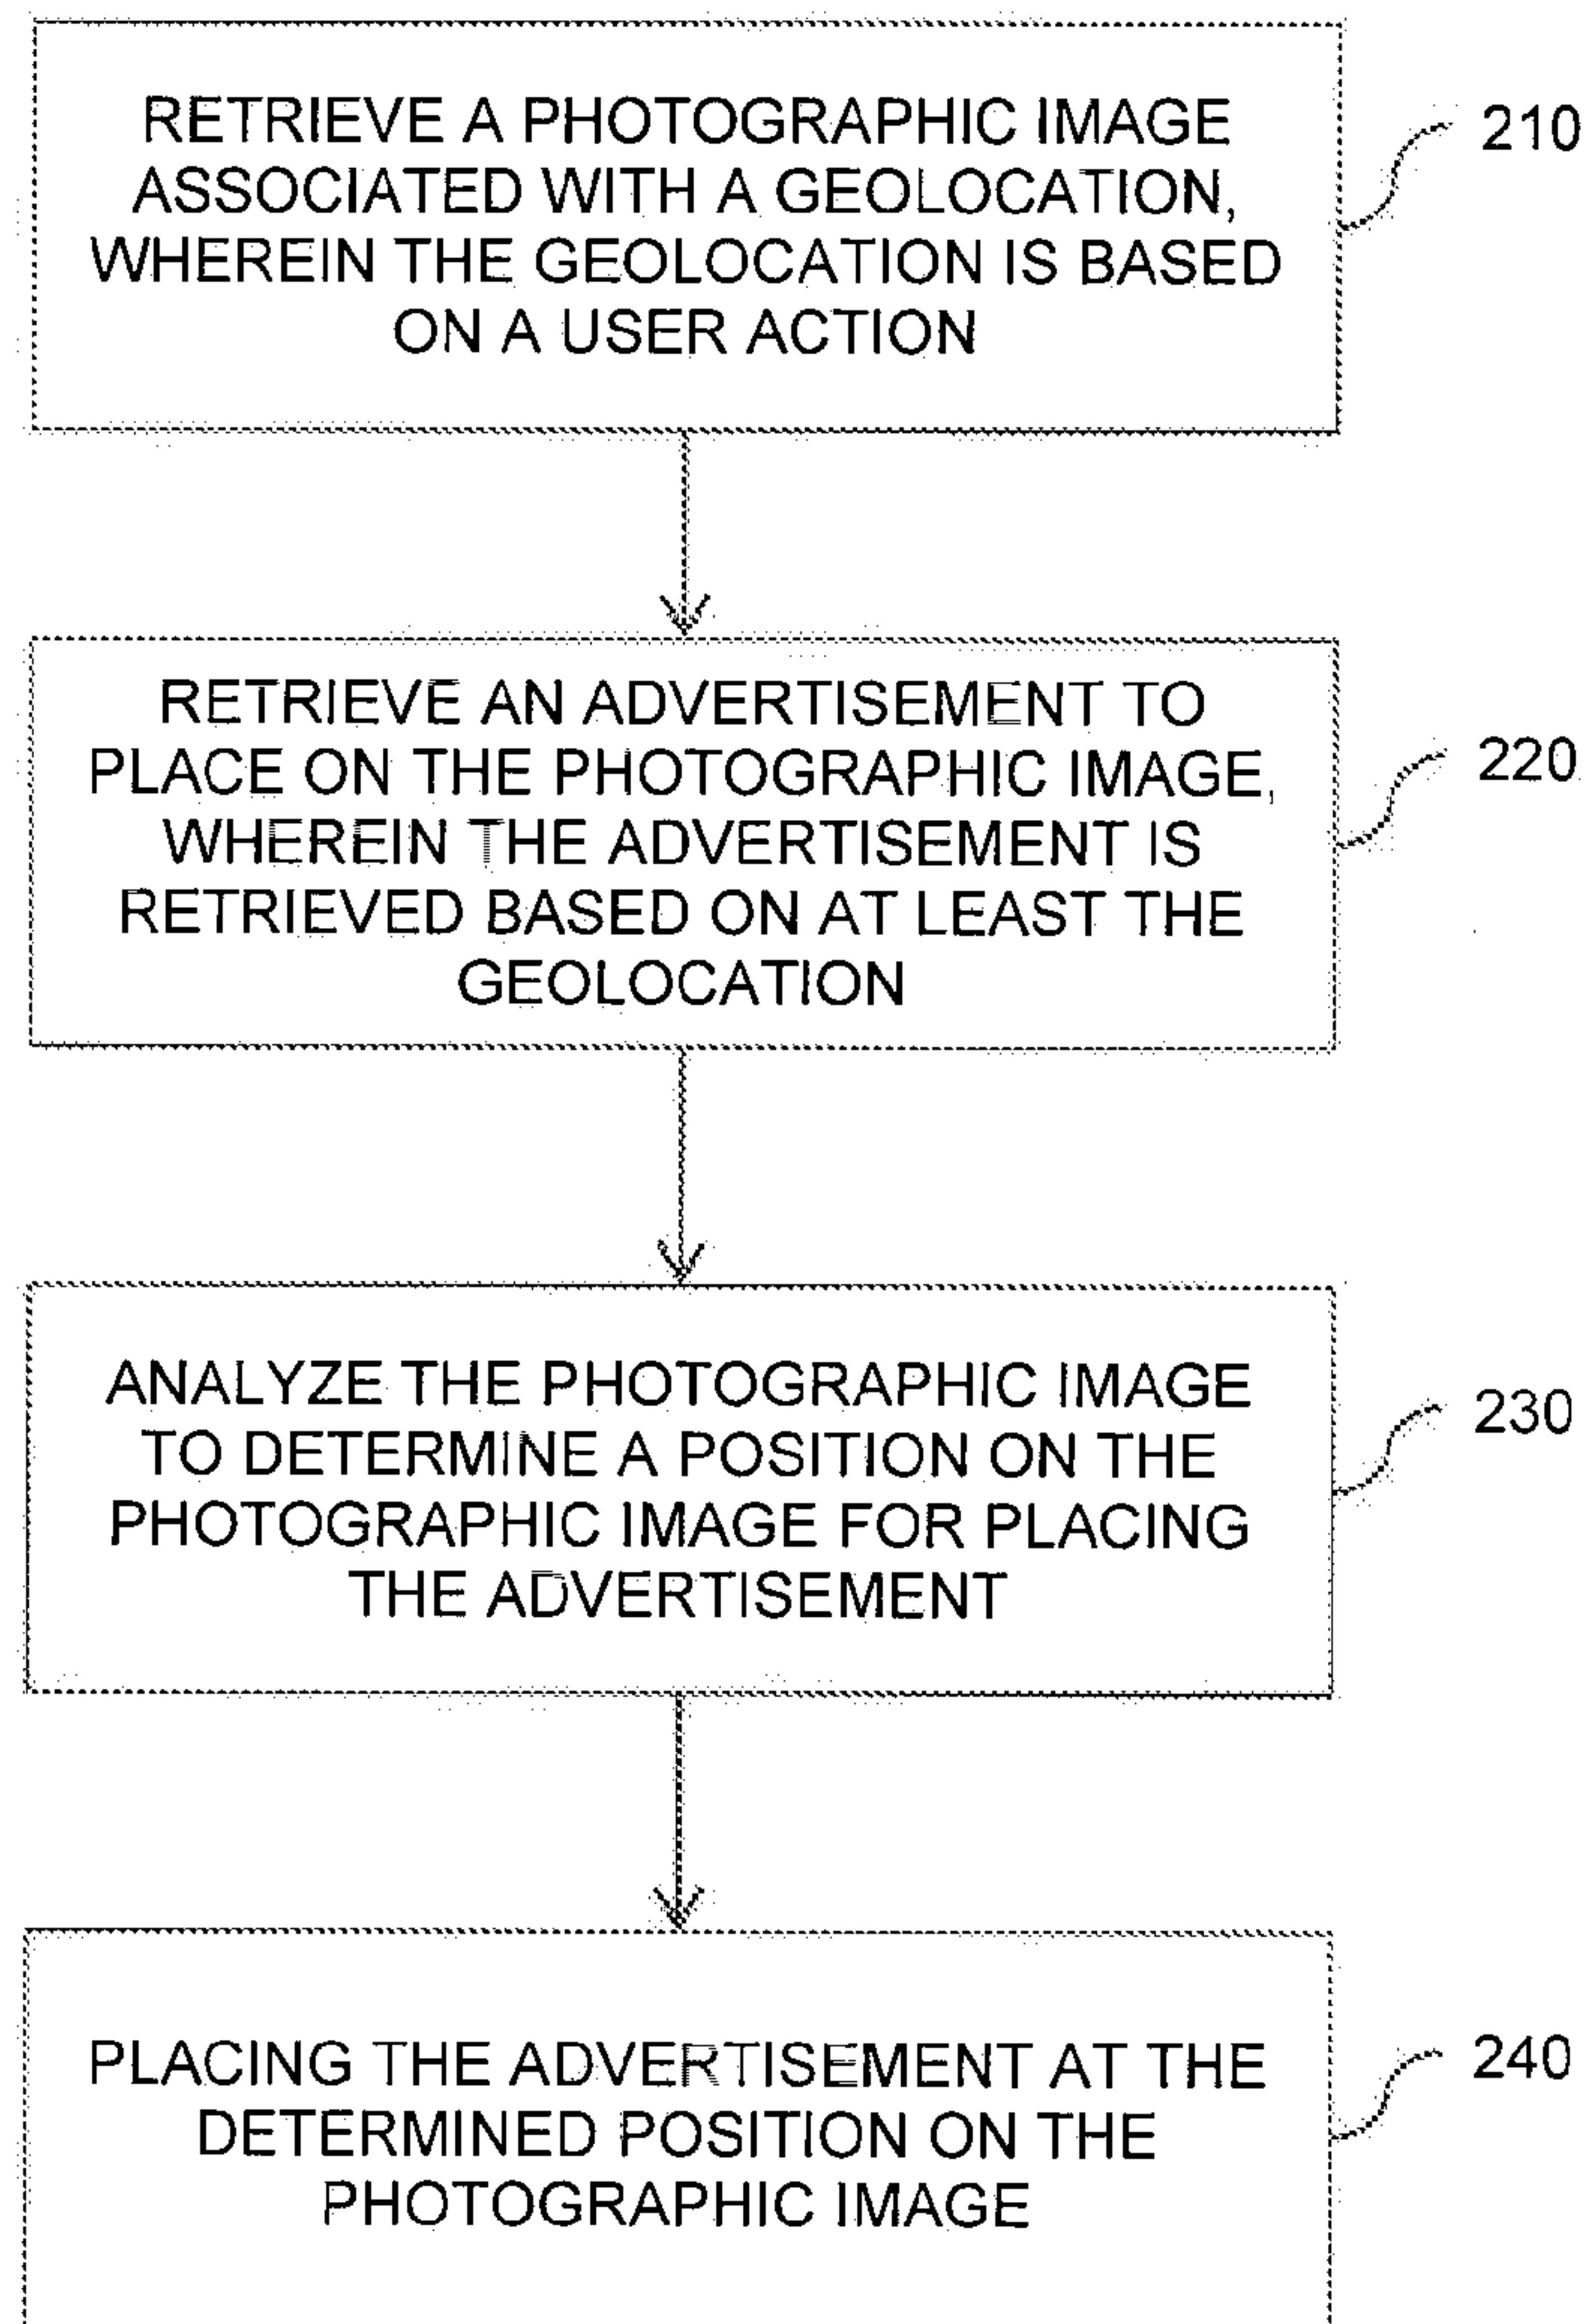 RETRIEVE A PHOTOGRAPHIC IMAGE
ASSOCIATED WITH A GEOLOCATION,
WHEREIN THE GEOLOCATION IS BASED
ON A USER ACTION
210
RETRIEVE AN ADVERTISEMENT TO
PLACE ON THE PHOTOGRAPHIC IMAGE,
WHEREIN THE ADVERTISEMENT IS
RETRIEVED BASED ON AT LEAST THE
GEOLOCATION
220
ANALYZE THE PHOTOGRAPHIC IMAGE
TO DETERMINE A POSITION ON THE
PHOTOGRAPHIC IMAGE FOR PLACING
THE ADVERTISEMENT
230
PLACING THE ADVERTISEMENT AT THE
DETERMINED POSITION ON THE
PHOTOGRAPHIC IMAGE
240